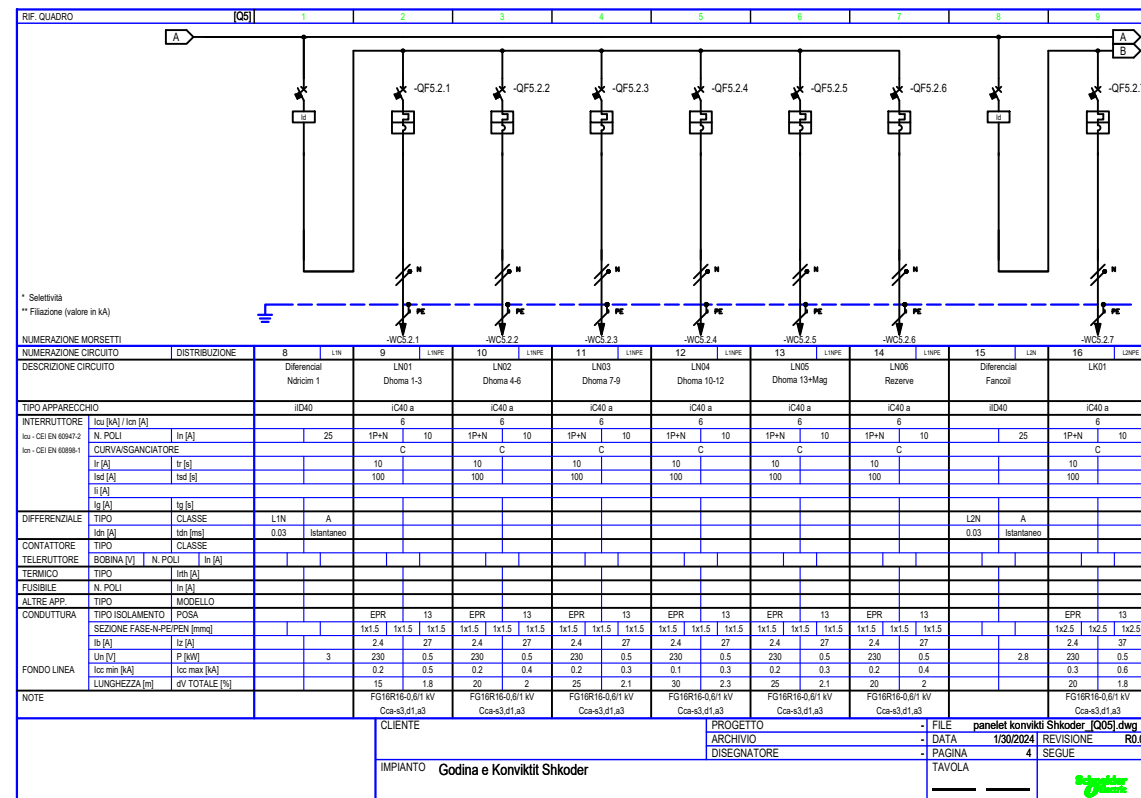 RIF. QUADRO [Q5] 1 2 3 4 5 6 7 8 9
A A
B
-QF5.2.1 -QF5.2.2 -QF5.2.3 -QF5.2.4 -QF5.2.5 -QF5.2.6 -QF5.2.7
Id Id
N N N N N N N
* Selettività
** Filiazione (valore in kA)
PE PE PE PE PE PE PE
NUMERAZIONE MORSETTI -WC5.2.1 -WC5.2.2 -WC5.2.3 -WC5.2.4 -WC5.2.5 -WC5.2.6 -WC5.2.7
NUMERAZIONE CIRCUITO DISTRIBUZIONE 8 L1N 9 L1NPE 10 L1NPE 11 L1NPE 12 L1NPE 13 L1NPE 14 L1NPE 15 L2N 16 L2NPE
DESCRIZIONE CIRCUITO Diferencial LN01 LN02 LN03 LN04 LN05 LN06 Diferencial LK01
Ndricim 1 Dhoma 1-3 Dhoma 4-6 Dhoma 7-9 Dhoma 10-12 Dhoma 13+Mag Rezerve Fancoil
TIPO APPARECCHIO iID40 iC40 a iC40 a iC40 a iC40 a iC40 a iC40 a iID40 iC40 a
INTERRUTTORE Icu [kA] / Icn [A] 6 6 6 6 6 6 6
Icu - CEI EN 60947-2 N. POLI In [A] 25 1P+N 10 1P+N 10 1P+N 10 1P+N 10 1P+N 10 1P+N 10 25 1P+N 10
Icn - CEI EN 60898-1 CURVA/SGANCIATORE C C C C C C C
Ir [A] tr [s] 10 10 10 10 10 10 10
Isd [A] tsd [s] 100 100 100 100 100 100 100
Ii [A]
Ig [A] tg [s]
DIFFERENZIALE TIPO CLASSE L1N A L2N A
Idn [A] tdn [ms] 0.03 Istantaneo 0.03 Istantaneo
CONTATTORE TIPO CLASSE
TELERUTTORE BOBINA [V] N. POLI In [A]
TERMICO TIPO Irth [A]
FUSIBILE N. POLI In [A]
ALTRE APP. TIPO MODELLO
CONDUTTURA TIPO ISOLAMENTO POSA EPR 13 EPR 13 EPR 13 EPR 13 EPR 13 EPR 13 EPR 13
SEZIONE FASE-N-PE/PEN [mmq] 1x1.5 1x1.5 1x1.5 1x1.5 1x1.5 1x1.5 1x1.5 1x1.5 1x1.5 1x1.5 1x1.5 1x1.5 1x1.5 1x1.5 1x1.5 1x1.5 1x1.5 1x1.5 1x2.5 1x2.5 1x2.5
Ib [A] Iz [A] 2.4 27 2.4 27 2.4 27 2.4 27 2.4 27 2.4 27 2.4 37
Un [V] P [kW] 3 230 0.5 230 0.5 230 0.5 230 0.5 230 0.5 230 0.5 2.8 230 0.5
FONDO LINEA Icc min [kA] Icc max [kA] 0.2 0.5 0.2 0.4 0.2 0.3 0.1 0.3 0.2 0.3 0.2 0.4 0.3 0.6
LUNGHEZZA [m] dV TOTALE [%] 15 1.8 20 2 25 2.1 30 2.3 25 2.1 20 2 20 1.8
NOTE FG16R16-0,6/1 kV FG16R16-0,6/1 kV FG16R16-0,6/1 kV FG16R16-0,6/1 kV FG16R16-0,6/1 kV FG16R16-0,6/1 kV FG16R16-0,6/1 kV
Cca-s3,d1,a3 Cca-s3,d1,a3 Cca-s3,d1,a3 Cca-s3,d1,a3 Cca-s3,d1,a3 Cca-s3,d1,a3 Cca-s3,d1,a3
CLIENTE PROGETTO - FILE panelet konvikti Shkoder_[Q05].dwg
ARCHIVIO - DATA 1/30/2024 REVISIONE
DISEGNATORE - PAGINA 4 SEGUE
IMPIANTO Godina e Konviktit Shkoder TAVOLA
Schneider
Electric